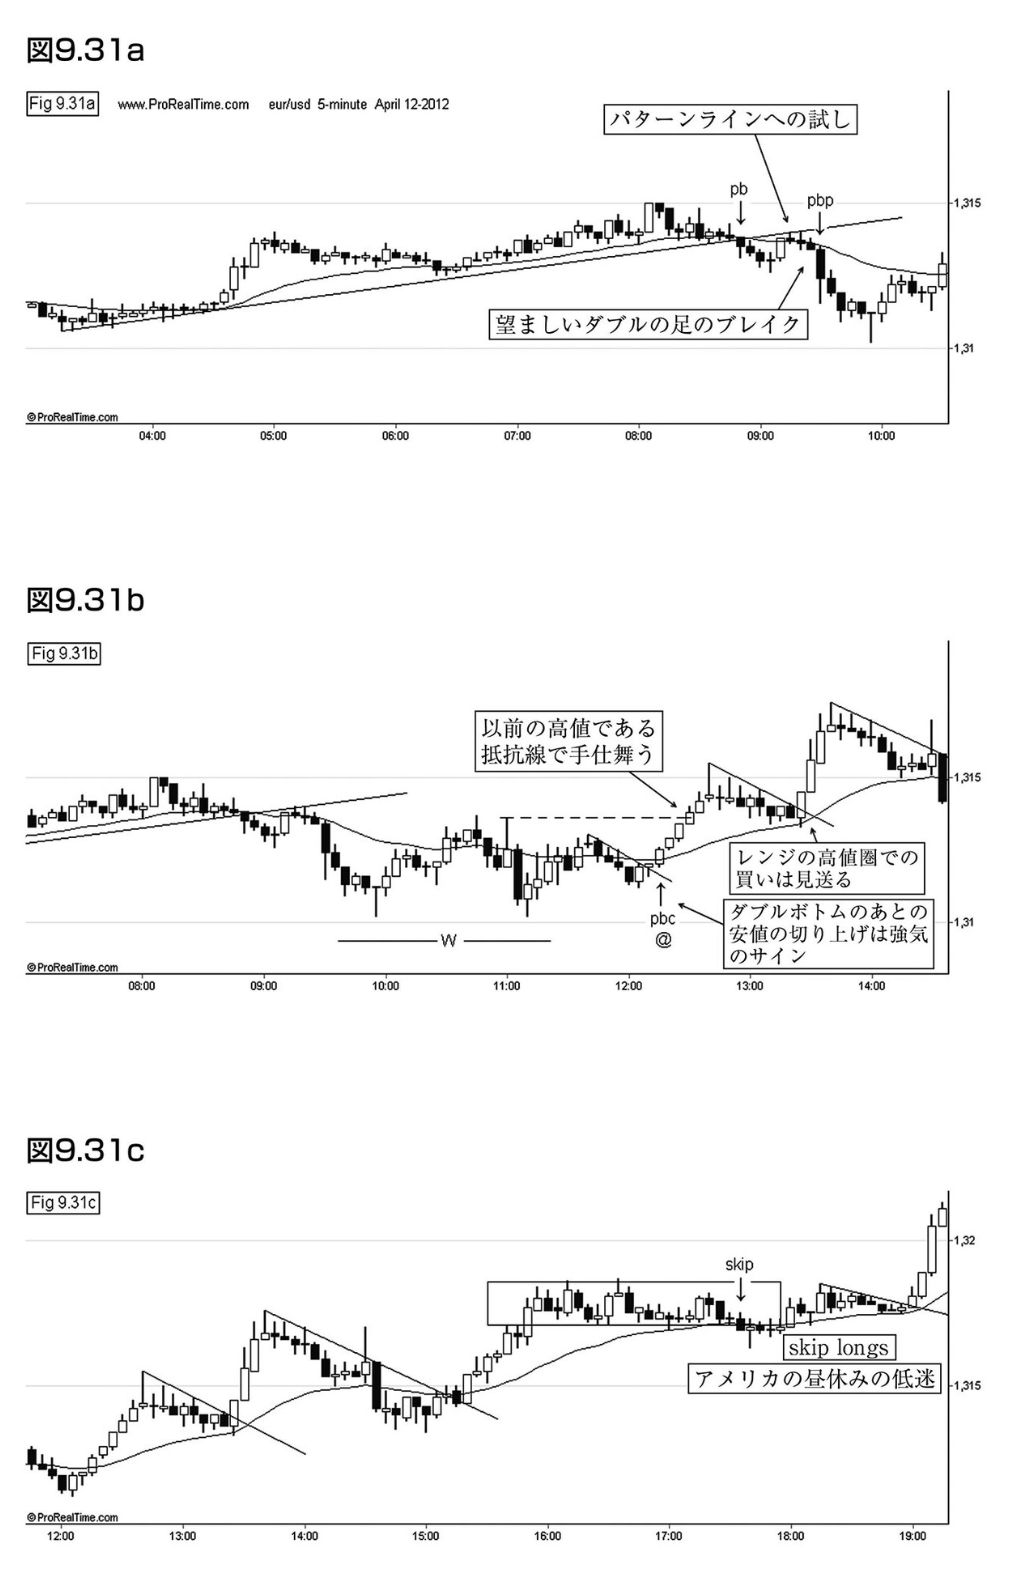 図9.31a
Fig 9.31a www.ProRealTime.com eur/usd 5-minute April 12-2012
パターンラインへの試し
pb
pbp
1,315
望ましいダブルの足のブレイク
1,31
©ProRealTime.com
04:00 05:00 06:00 07:00 08:00 09:00 10:00
図9.31b
Fig 9.31b
以前の高値である
抵抗線で手仕舞う
1,315
レンジの高値圏での
買いは見送る
pbc
@
ダブルボトムのあとの
安値の切り上げは強気
のサイン
1,31
W
©ProRealTime.com
08:00 09:00 10:00 11:00 12:00 13:00 14:00
図9.31c
Fig 9.31c
1,32
skip
skip longs
アメリカの昼休みの低迷
1,315
©ProRealTime.com
12:00 13:00 14:00 15:00 16:00 17:00 18:00 19:00